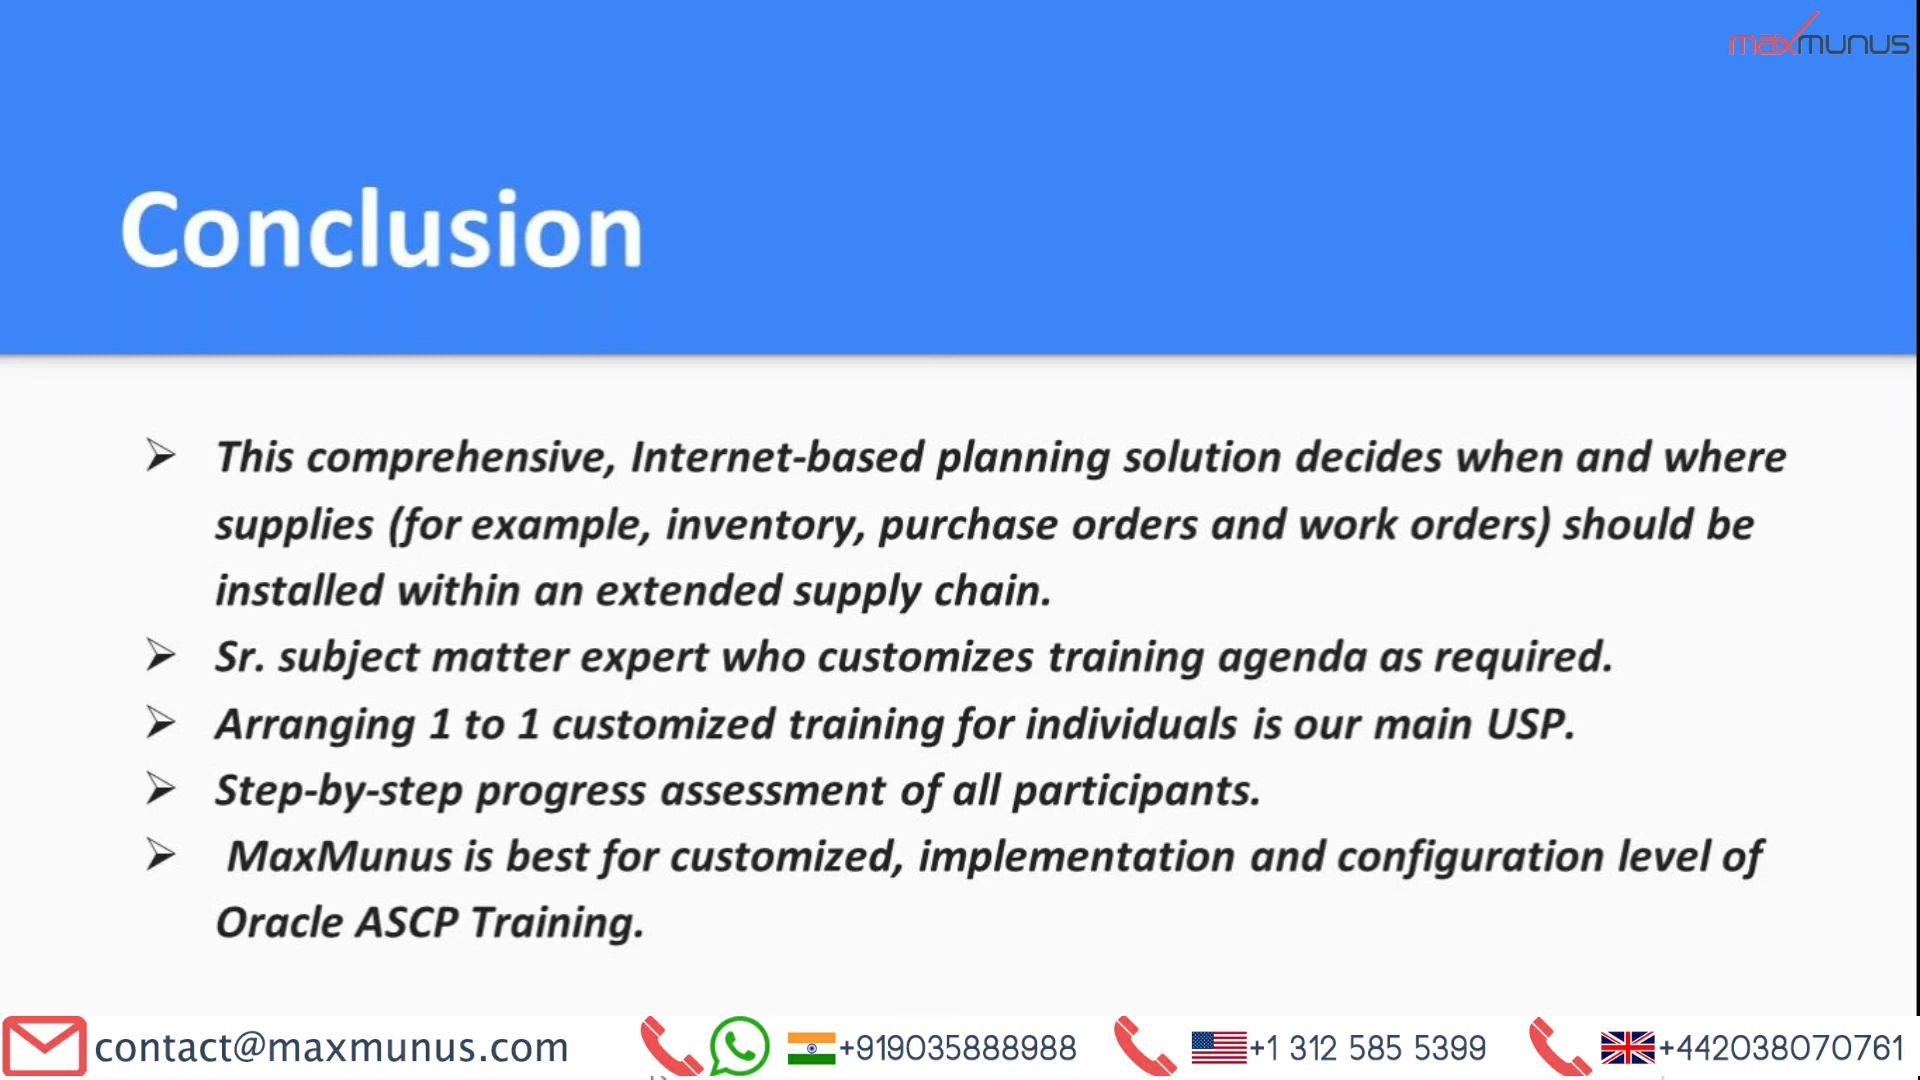 maxmunus
Conclusion
This comprehensive, Internet-based planning solution decides when and where
supplies (for example, inventory, purchase orders and work orders) should be
installed within an extended supply chain.
Sr. subject matter expert who customizes training agenda as required.
Arranging 1 to 1 customized training for individuals is our main USP.
Step-by-step progress assessment of all participants.
MaxMunus is best for customized, implementation and configuration level of
Oracle ASCP Training.
contact@maxmunus.com +919035888988 +1 312 585 5399 +442038070761